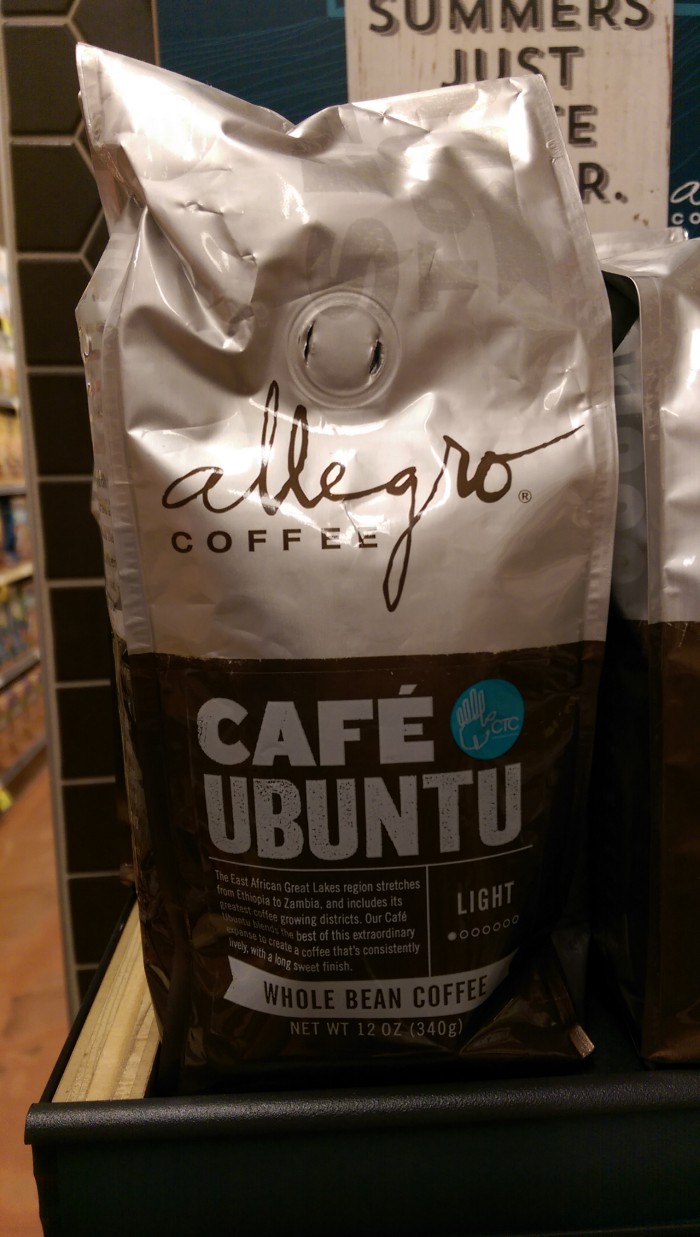 SUMMERS
JUST
R.
allegro®
COFFEE
CAFÉ
UBUNTU
CTC
The East African Great Lakes region stretches
from Ethiopia to Zambia, and includes its
greatest coffee growing districts. Our Café
Ubuntu blends the best of this extraordinary
expanse to create a coffee that's consistently
lively, with a long sweet finish.
LIGHT
WHOLE BEAN COFFEE
NET WT 12 OZ (340g)